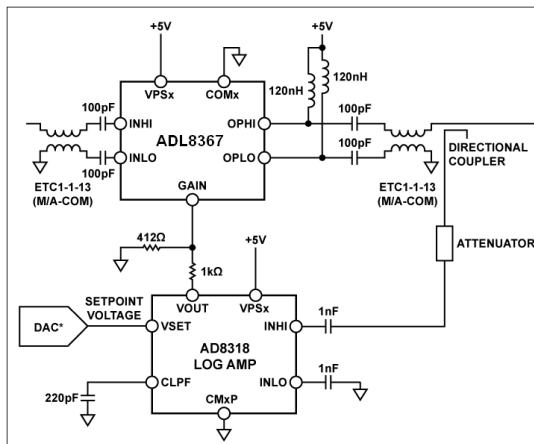 +5V
+5V
120nH
120nH
VPSx
COMx
100pF
INHI
ADL8367
OPHI
100pF
INLO
OPLO
DIRECTIONAL
COUPLER
100pF
100pF
ETC1-1-13
(M/A-COM)
GAIN
ETC1-1-13
(M/A-COM)
412Ω
ATTENUATOR
+5V
1kΩ
SETPOINT
VOLTAGE
VOUT
VPSx
1nF
DAC*
VSET
INHI
AD8318
LOG AMP
1nF
CLPF
INLO
220pF
CMxP